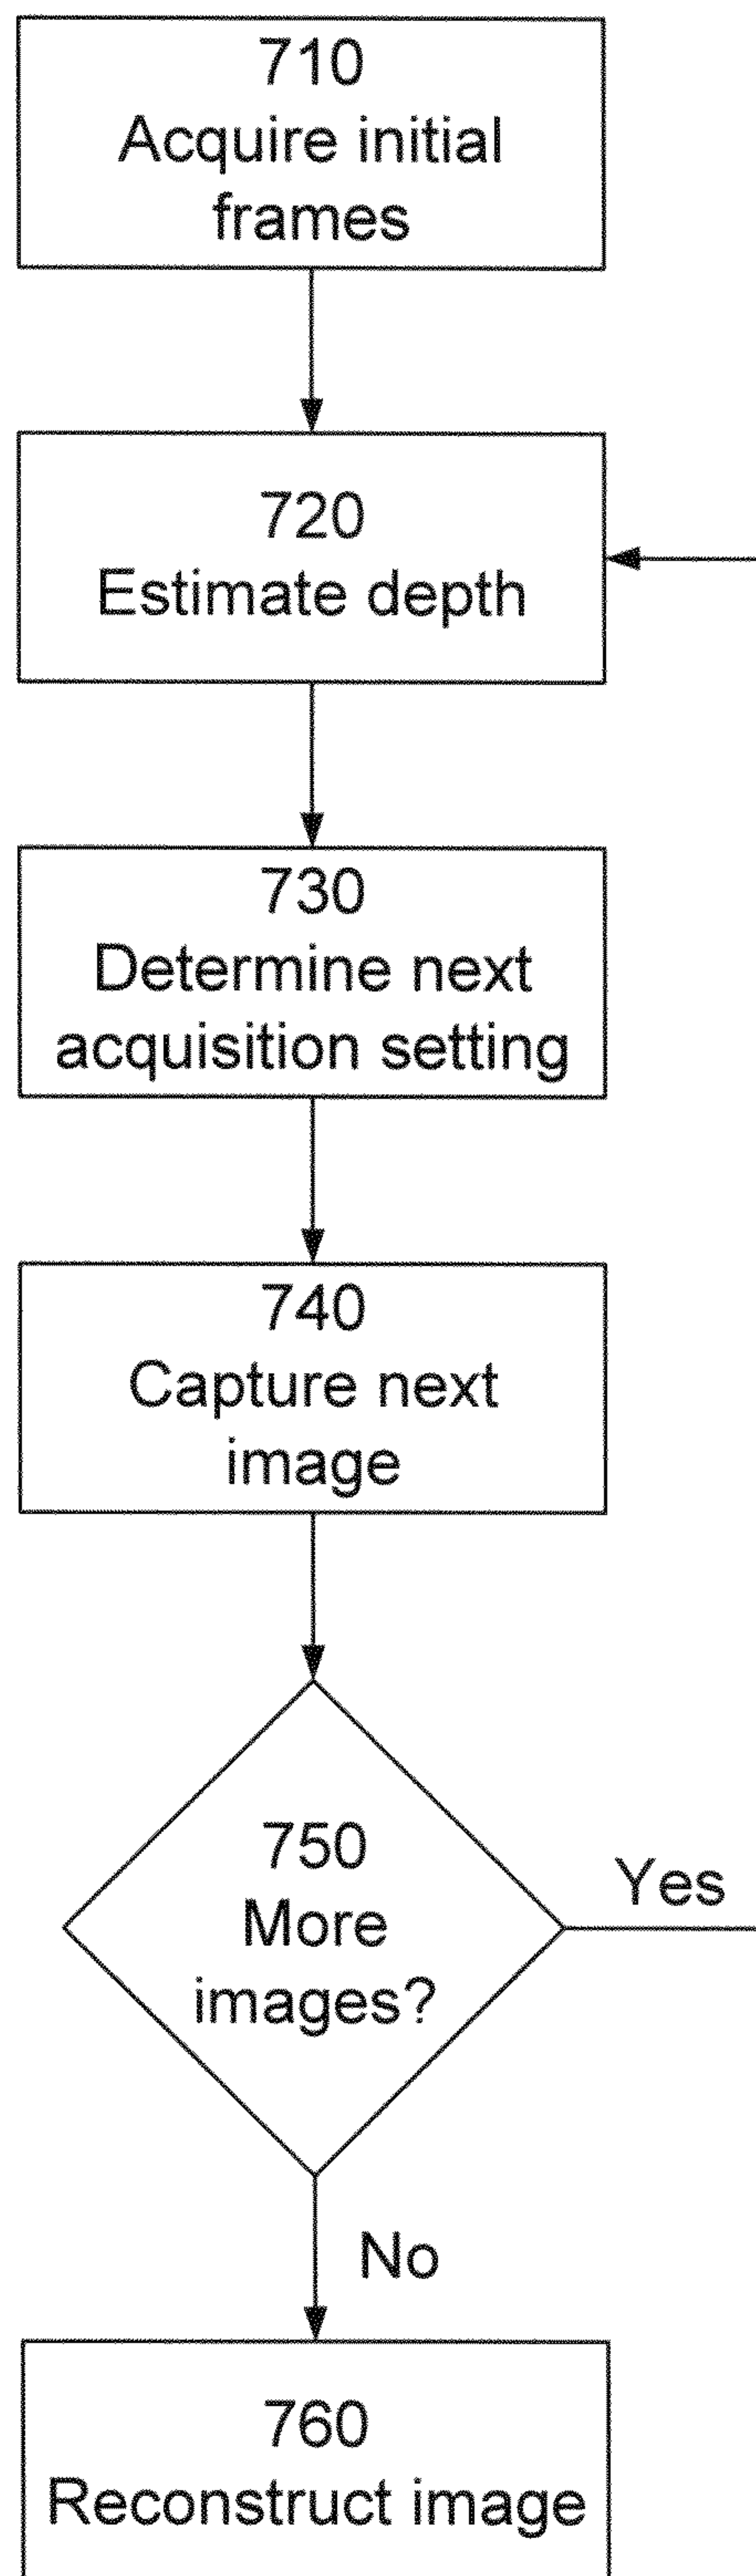 710
Acquire initial
frames
720
Estimate depth
730
Determine next
acquisition setting
740
Capture next
image
750
More
images?
Yes
No
760
Reconstruct image